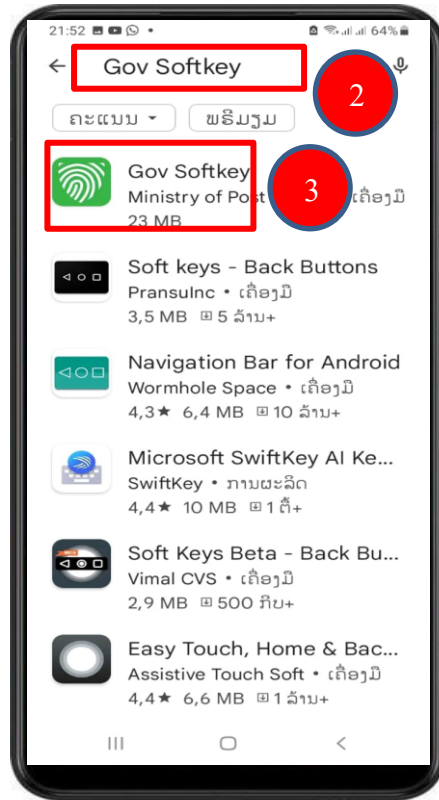 21:52 64%
Gov Softkey
2
ຄະແນນ ພຣີມຽມ
Gov Softkey
Ministry of Post ເຄື່ອງມື
3
23 MB
Soft keys - Back Buttons
PransuInc • ເຄື່ອງມື
3,5 MB 5 ລ້ານ+
Navigation Bar for Android
Wormhole Space • ເຄື່ອງມື
4,3★ 6,4 MB 10 ລ້ານ+
Microsoft SwiftKey AI Ke...
SwiftKey • ການຜະລິດ
4,4★ 10 MB 1 ຕື້+
Soft Keys Beta - Back Bu...
Vimal CVS • ເຄື່ອງມື
2,9 MB 500 ກີບ+
Easy Touch, Home & Bac...
Assistive Touch Soft • ເຄື່ອງມື
4,4★ 6,6 MB 1 ລ້ານ+